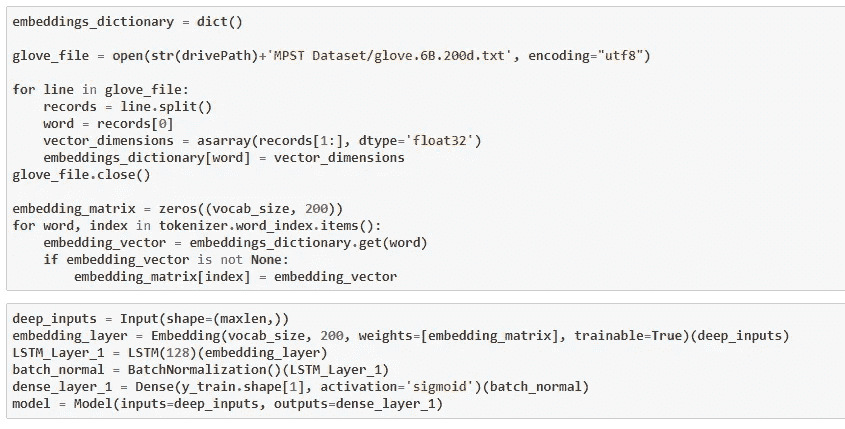 embeddings_dictionary = dict()
glove_file = open(str(drivePath)+'MPST Dataset/glove.6B.200d.txt', encoding="utf8")
for line in glove_file:
    records = line.split()
    word = records[0]
    vector_dimensions = asarray(records[1:], dtype='float32')
    embeddings_dictionary[word] = vector_dimensions
glove_file.close()
embedding_matrix = zeros((vocab_size, 200))
for word, index in tokenizer.word_index.items():
    embedding_vector = embeddings_dictionary.get(word)
    if embedding_vector is not None:
        embedding_matrix[index] = embedding_vector
deep_inputs = Input(shape=(maxlen,))
embedding_layer = Embedding(vocab_size, 200, weights=[embedding_matrix], trainable=True)(deep_inputs)
LSTM_Layer_1 = LSTM(128)(embedding_layer)
batch_normal = BatchNormalization()(LSTM_Layer_1)
dense_layer_1 = Dense(y_train.shape[1], activation='sigmoid')(batch_normal)
model = Model(inputs=deep_inputs, outputs=dense_layer_1)